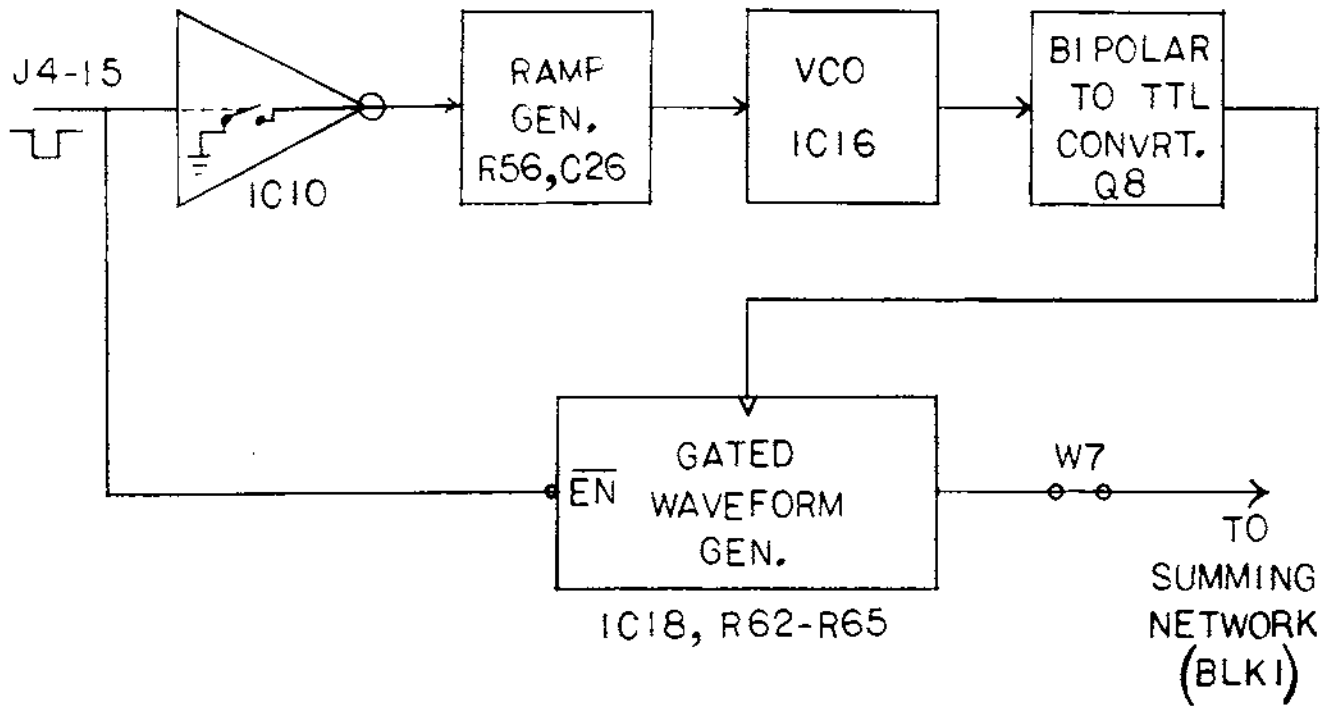 J4-15
IC10
RAMP
GEN.
R56,C26
VCO
IC16
BIPOLAR
TO TTL
CONVRT.
Q8
EN
GATED
WAVEFORM
GEN.
IC18, R62-R65
W7
TO
SUMMING
NETWORK
(BLK1)